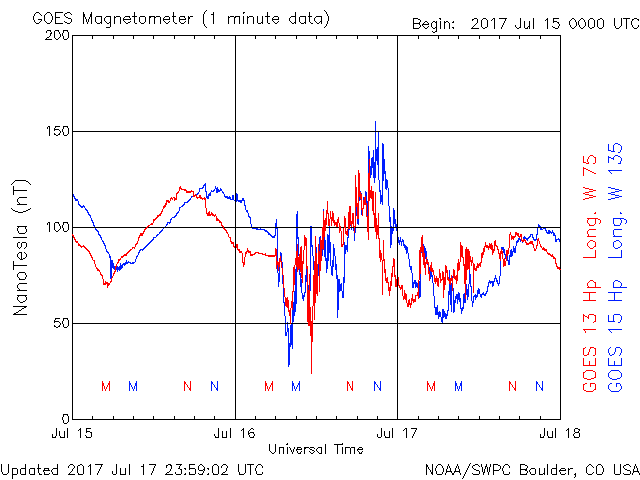 GOES Magnetometer (1 minute data)
Begin: 2017 Jul 15 0000 UTC
200
150
100
50
0
NanoTesla (nT)
M M N N M M N N M M N N
Jul 15 Jul 16 Jul 17 Jul 18
Universal Time
GOES 13 Hp Long. W 75
GOES 15 Hp Long. W 135
Updated 2017 Jul 17 23:59:02 UTC
NOAA/SWPC Boulder, CO USA